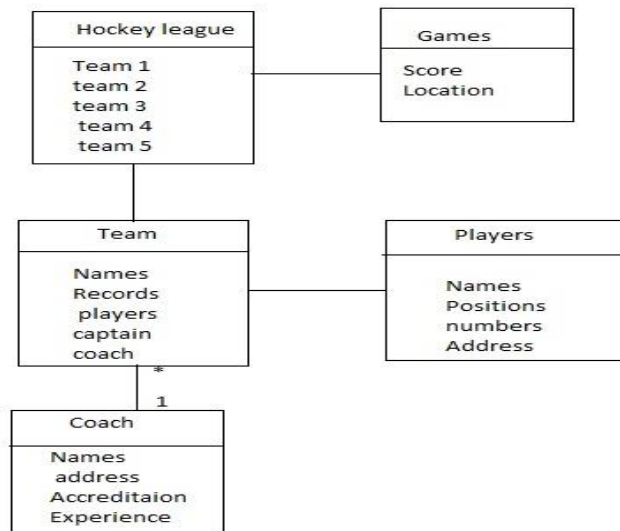 Hockey league
Team 1
team 2
team 3
team 4
team 5
Games
Score
Location
Team
Names
Records
players
captain
coach
Players
Names
Positions
numbers
Address
*
1
Coach
Names
address
Accreditaion
Experience